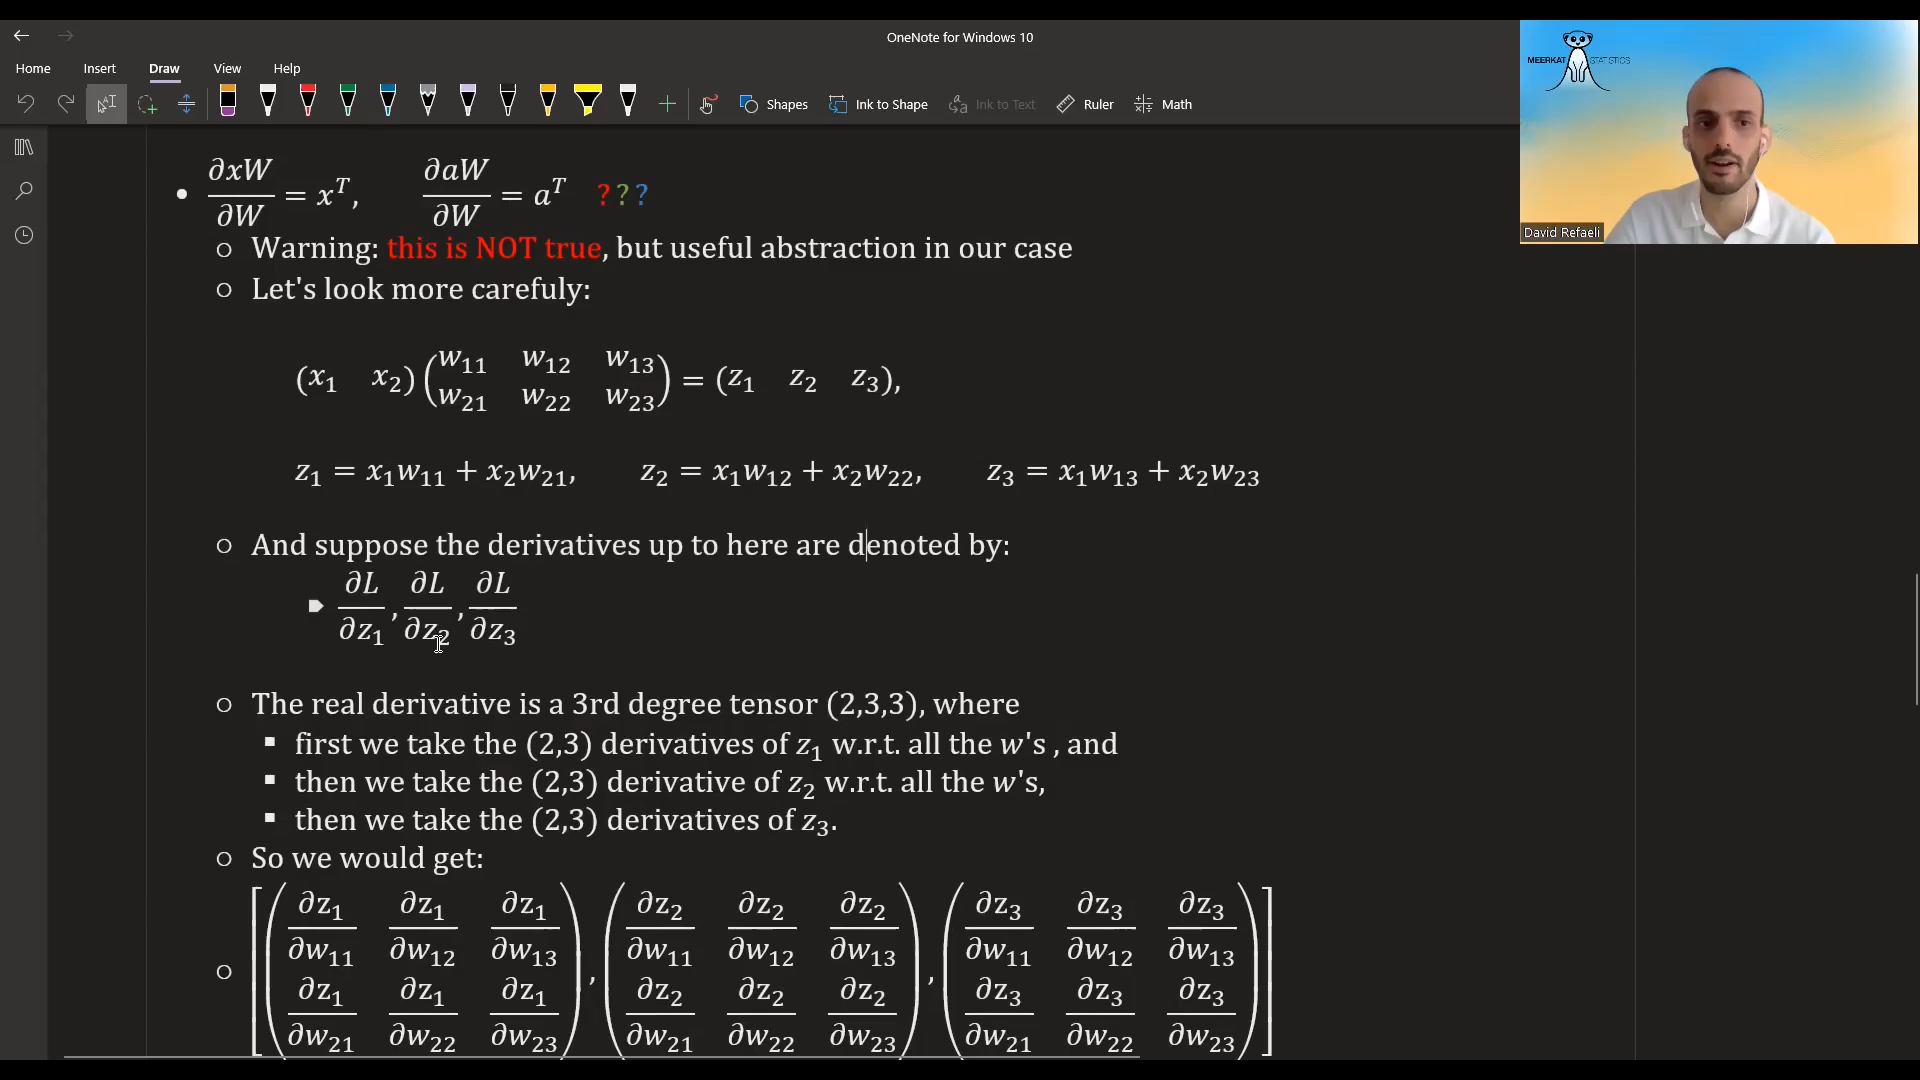 OneNote for Windows 10
Home Insert Draw View Help
Shapes Ink to Shape Ink to Text Ruler Math
MEERKAT STATISTICS
David Refaeli
• ∂xW/∂W = x^T, ∂aW/∂W = a^T ???
○ Warning: this is NOT true, but useful abstraction in our case
○ Let's look more carefuly:
(x₁ x₂) (w₁₁ w₁₂ w₁₃
w₂₁ w₂₂ w₂₃) = (z₁ z₂ z₃),
z₁ = x₁w₁₁ + x₂w₂₁, z₂ = x₁w₁₂ + x₂w₂₂, z₃ = x₁w₁₃ + x₂w₂₃
○ And suppose the derivatives up to here are denoted by:
∂L/∂z₁, ∂L/∂z₂, ∂L/∂z₃
○ The real derivative is a 3rd degree tensor (2,3,3), where
▪ first we take the (2,3) derivatives of z₁ w.r.t. all the w's , and
▪ then we take the (2,3) derivative of z₂ w.r.t. all the w's,
▪ then we take the (2,3) derivatives of z₃.
○ So we would get:
○ [(∂z₁/∂w₁₁ ∂z₁/∂w₁₂ ∂z₁/∂w₁₃
∂z₁/∂w₂₁ ∂z₁/∂w₂₂ ∂z₁/∂w₂₃), (∂z₂/∂w₁₁ ∂z₂/∂w₁₂ ∂z₂/∂w₁₃
∂z₂/∂w₂₁ ∂z₂/∂w₂₂ ∂z₂/∂w₂₃), (∂z₃/∂w₁₁ ∂z₃/∂w₁₂ ∂z₃/∂w₁₃
∂z₃/∂w₂₁ ∂z₃/∂w₂₂ ∂z₃/∂w₂₃)]